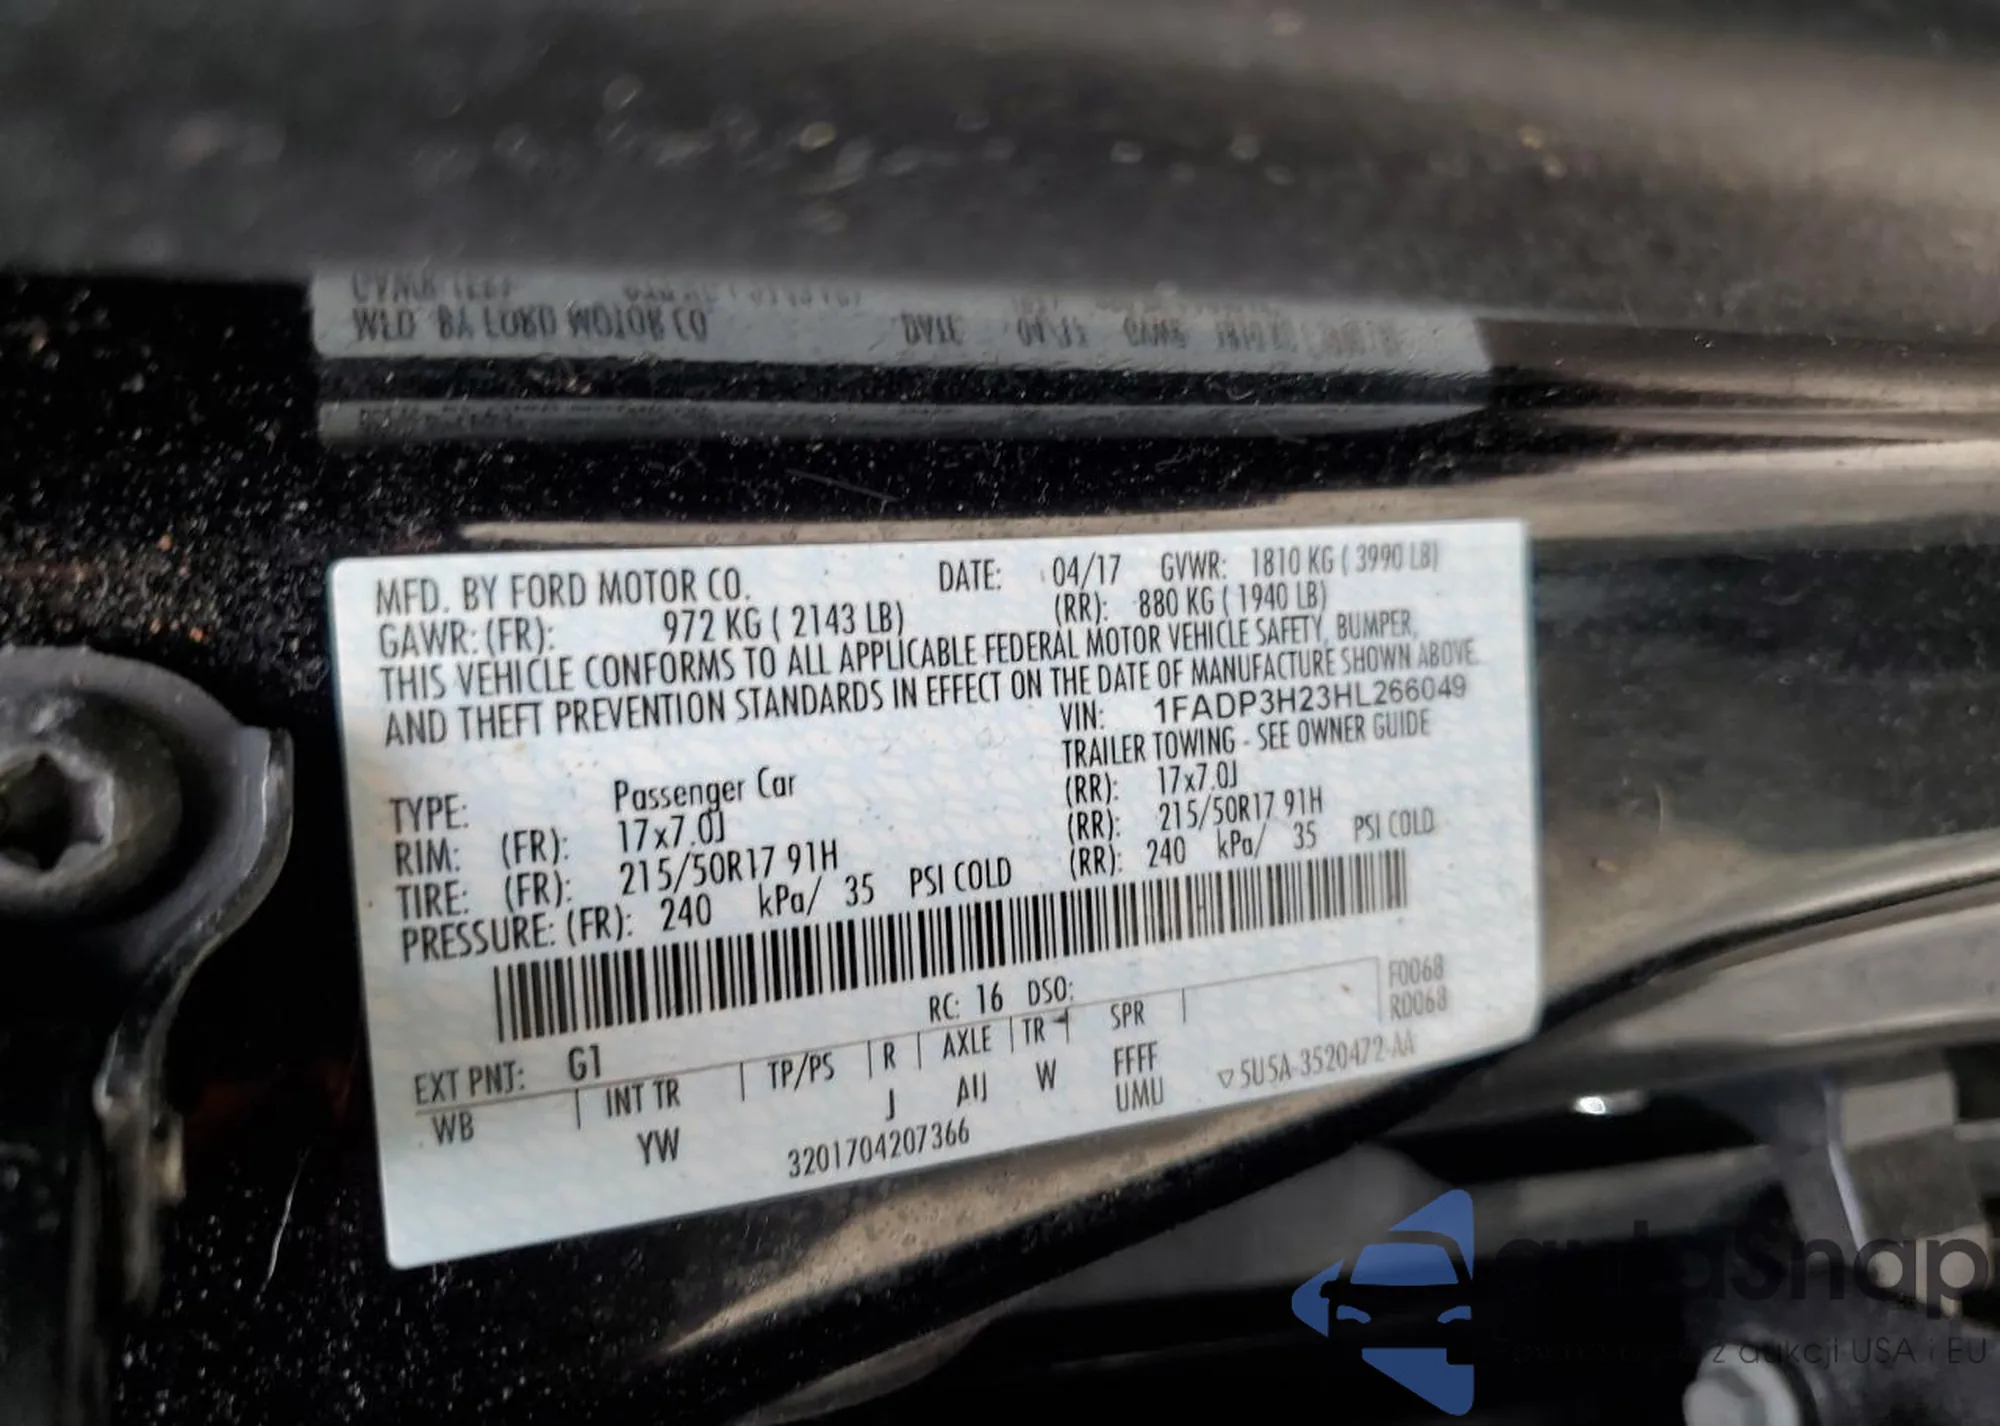 MFD. BY FORD MOTOR CO. DATE: 04/17 GVWR: 1810 KG ( 3990 LB)
GAWR: (FR): 972 KG ( 2143 LB) (RR): 880 KG ( 1940 LB)
THIS VEHICLE CONFORMS TO ALL APPLICABLE FEDERAL MOTOR VEHICLE SAFETY, BUMPER,
AND THEFT PREVENTION STANDARDS IN EFFECT ON THE DATE OF MANUFACTURE SHOWN ABOVE.
VIN: 1FADP3H23HL266049
TRAILER TOWING - SEE OWNER GUIDE
TYPE: Passenger Car
RIM: (FR): 17x7.0J (RR): 17x7.0J
TIRE: (FR): 215/50R17 91H (RR): 215/50R17 91H
PRESSURE: (FR): 240 kPa/ 35 PSI COLD (RR): 240 kPa/ 35 PSI COLD
F0068
RC: 16 DSO: R0068
EXT PNT: G1
WB INT TR TP/PS R AXLE TR SPR
YW J W FFFF
UMU
5U5A-3520472-AA
3201704207366
autosnap
z aukcji USA i EU